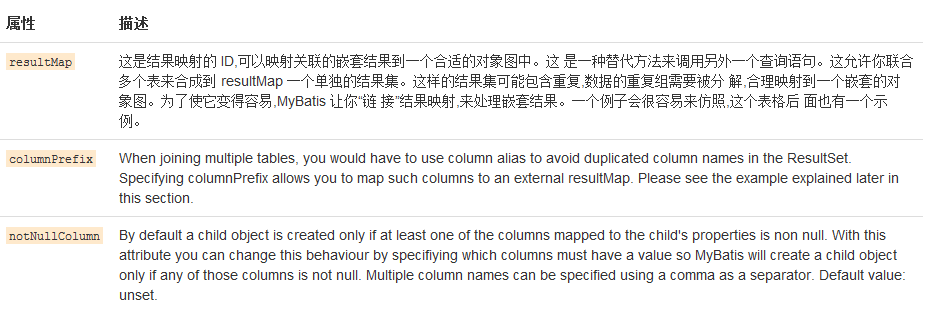 属性 描述
resultMap 这是结果映射的 ID,可以映射关联的嵌套结果到一个合适的对象图中。这 是一种替代方法来调用另外一个查询语句。这允许你联合
多个表来合成到 resultMap 一个单独的结果集。这样的结果集可能包含重复,数据的重复组需要被分 解,合理映射到一个嵌套的对
象图。为了使它变得容易,MyBatis 让你“链 接”结果映射,来处理嵌套结果。一个例子会很容易来仿照,这个表格后 面也有一个示
例。
columnPrefix When joining multiple tables, you would have to use column alias to avoid duplicated column names in the ResultSet.
Specifying columnPrefix allows you to map such columns to an external resultMap. Please see the example explained later in
this section.
notNullColumn By default a child object is created only if at least one of the columns mapped to the child's properties is non null. With this
attribute you can change this behaviour by specifiying which columns must have a value so MyBatis will create a child object
only if any of those columns is not null. Multiple column names can be specified using a comma as a separator. Default value:
unset.